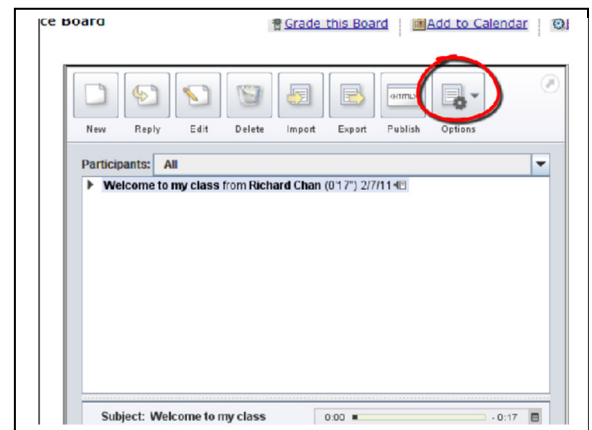 ce Board Grade this Board Add to Calendar
<HTML>
New Reply Edit Delete Import Export Publish Options
Participants: All
Welcome to my class from Richard Chan (0'17") 2/7/11
Subject: Welcome to my class 0:00 - 0:17